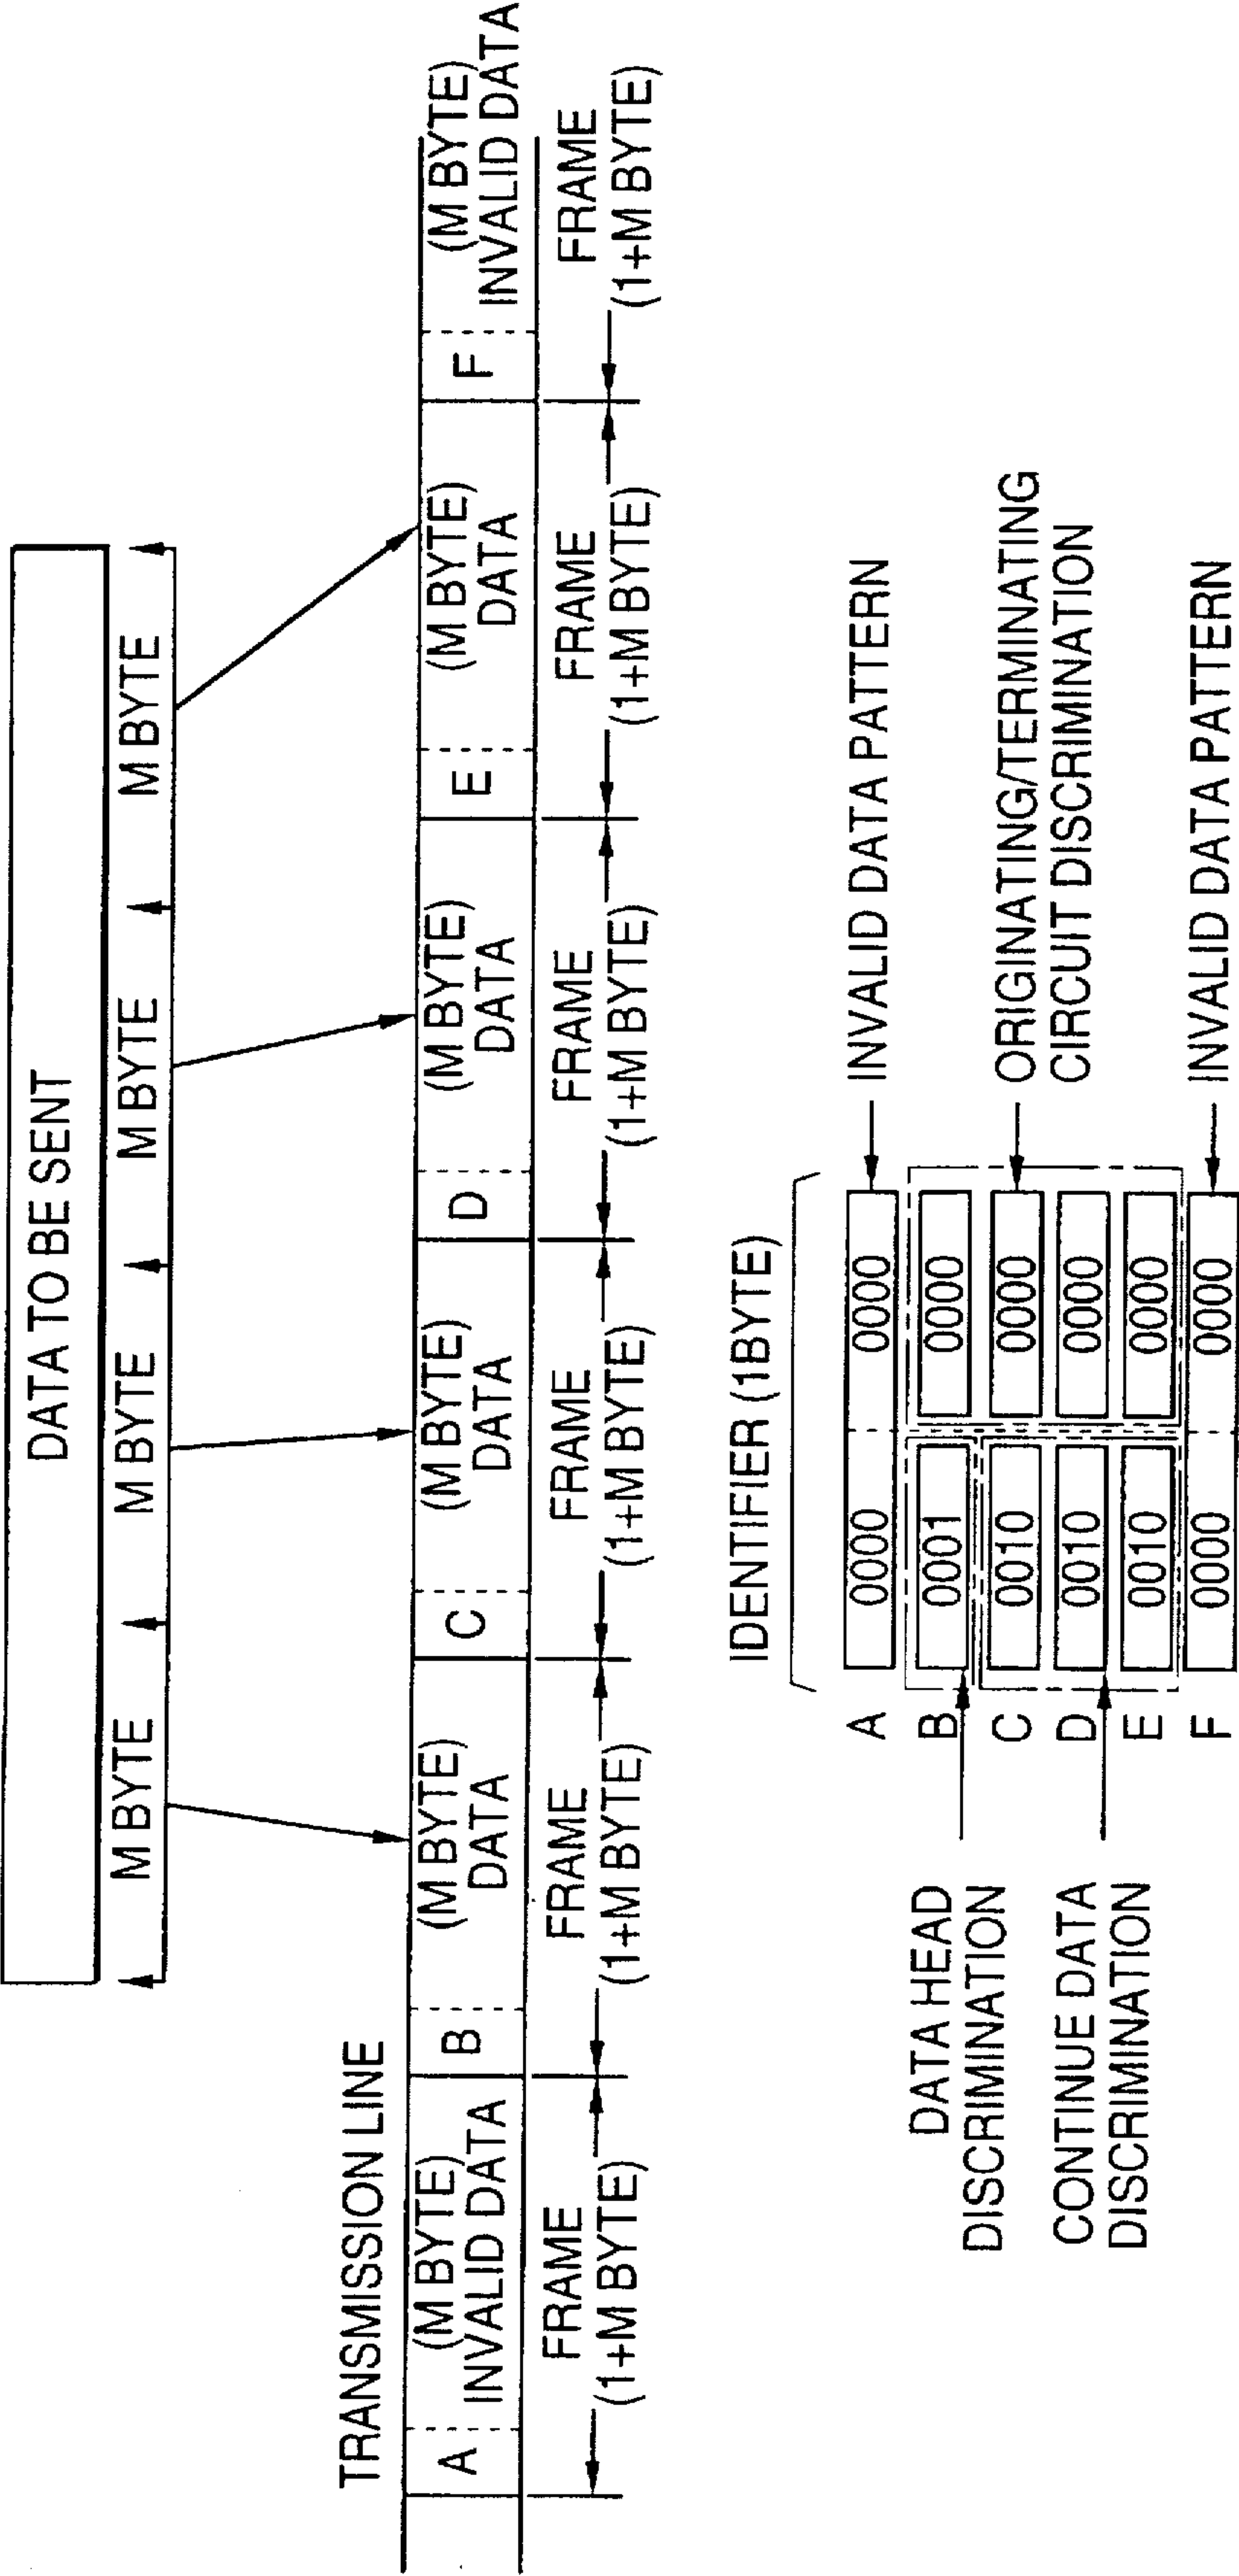 DATA TO BE SENT
M BYTE
M BYTE
M BYTE
M BYTE
TRANSMISSION LINE
A
(M BYTE)
INVALID DATA
B
(M BYTE)
DATA
C
(M BYTE)
DATA
D
(M BYTE)
DATA
E
(M BYTE)
DATA
F
(M BYTE)
INVALID DATA
FRAME
(1+M BYTE)
FRAME
(1+M BYTE)
FRAME
(1+M BYTE)
FRAME
(1+M BYTE)
FRAME
(1+M BYTE)
FRAME
(1+M BYTE)
IDENTIFIER (1BYTE)
A 0000 0000 INVALID DATA PATTERN
DATA HEAD
DISCRIMINATION
B 0001 0000
C 0010 0000
ORIGINATING/TERMINATING
CIRCUIT DISCRIMINATION
CONTINUE DATA
DISCRIMINATION
D 0010 0000
E 0010 0000
F 0000 0000 INVALID DATA PATTERN